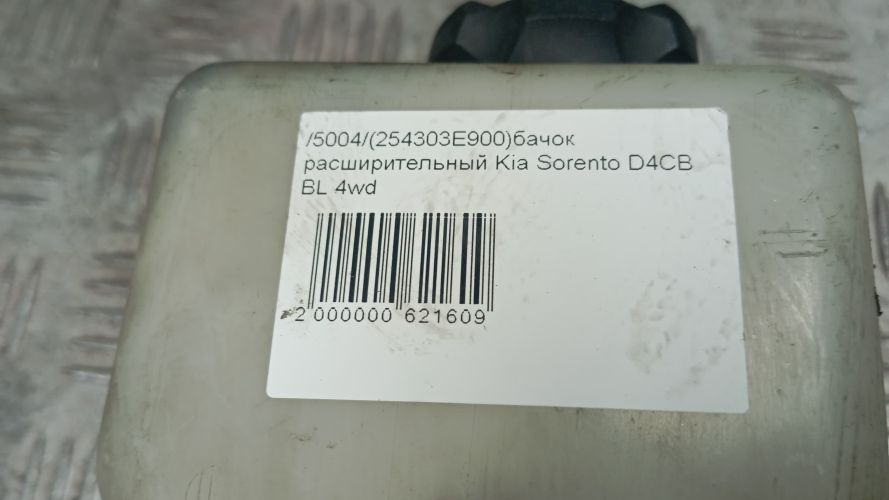 /5004/(254303E900)бачок
расширительный Kia Sorento D4CB
BL 4wd
2 000000 621609